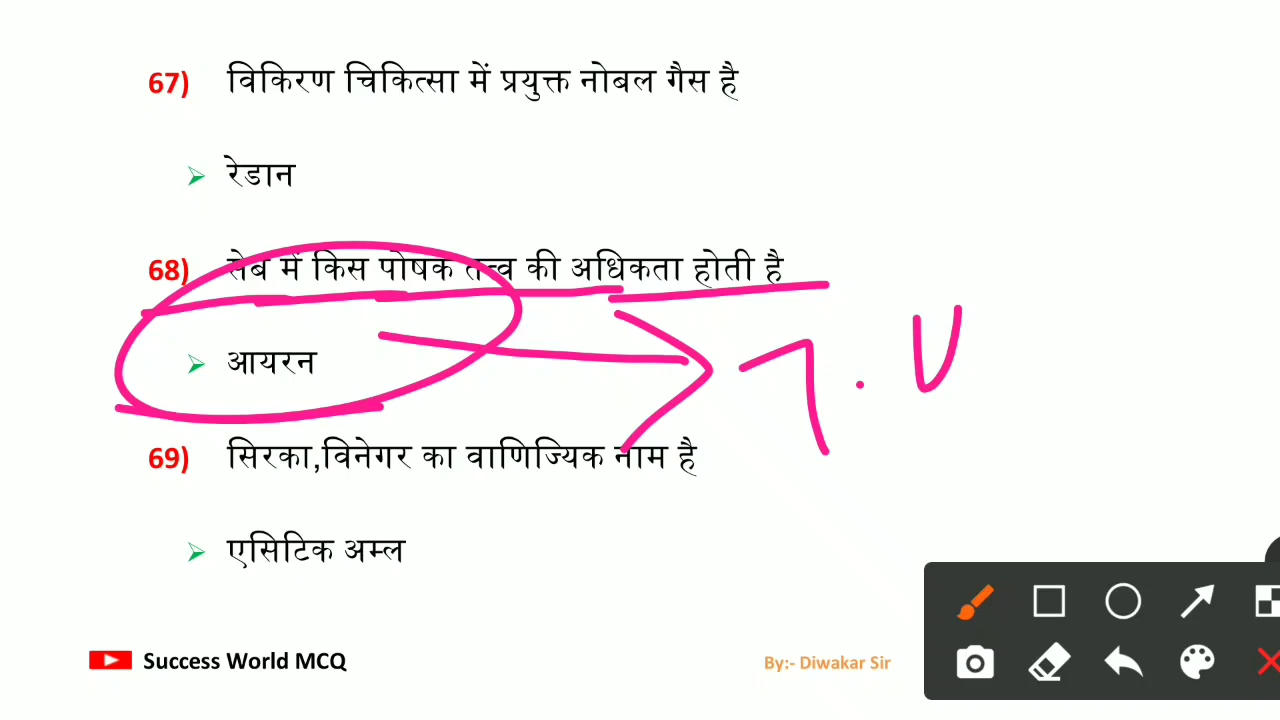 67) विकिरण चिकित्सा में प्रयुक्त नोबल गैस है
➢ रेडान
68) सेब में किस पोषक तत्त्व की अधिकता होती है
➢ आयरन
69) सिरका,विनेगर का वाणिज्यिक नाम है
➢ एसिटिक अम्ल
Success World MCQ
By:- Diwakar Sir